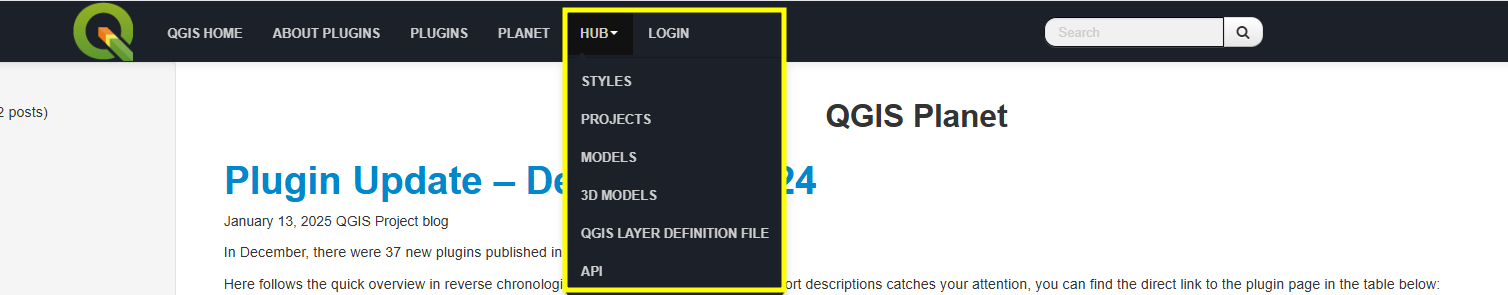 QGIS HOME ABOUT PLUGINS PLUGINS PLANET HUB LOGIN Search
STYLES
PROJECTS
MODELS
3D MODELS
QGIS LAYER DEFINITION FILE
API
2 posts)
QGIS Planet
Plugin Update – De 24
January 13, 2025 QGIS Project blog
In December, there were 37 new plugins published in
Here follows the quick overview in reverse chronologi ort descriptions catches your attention, you can find the direct link to the plugin page in the table below: